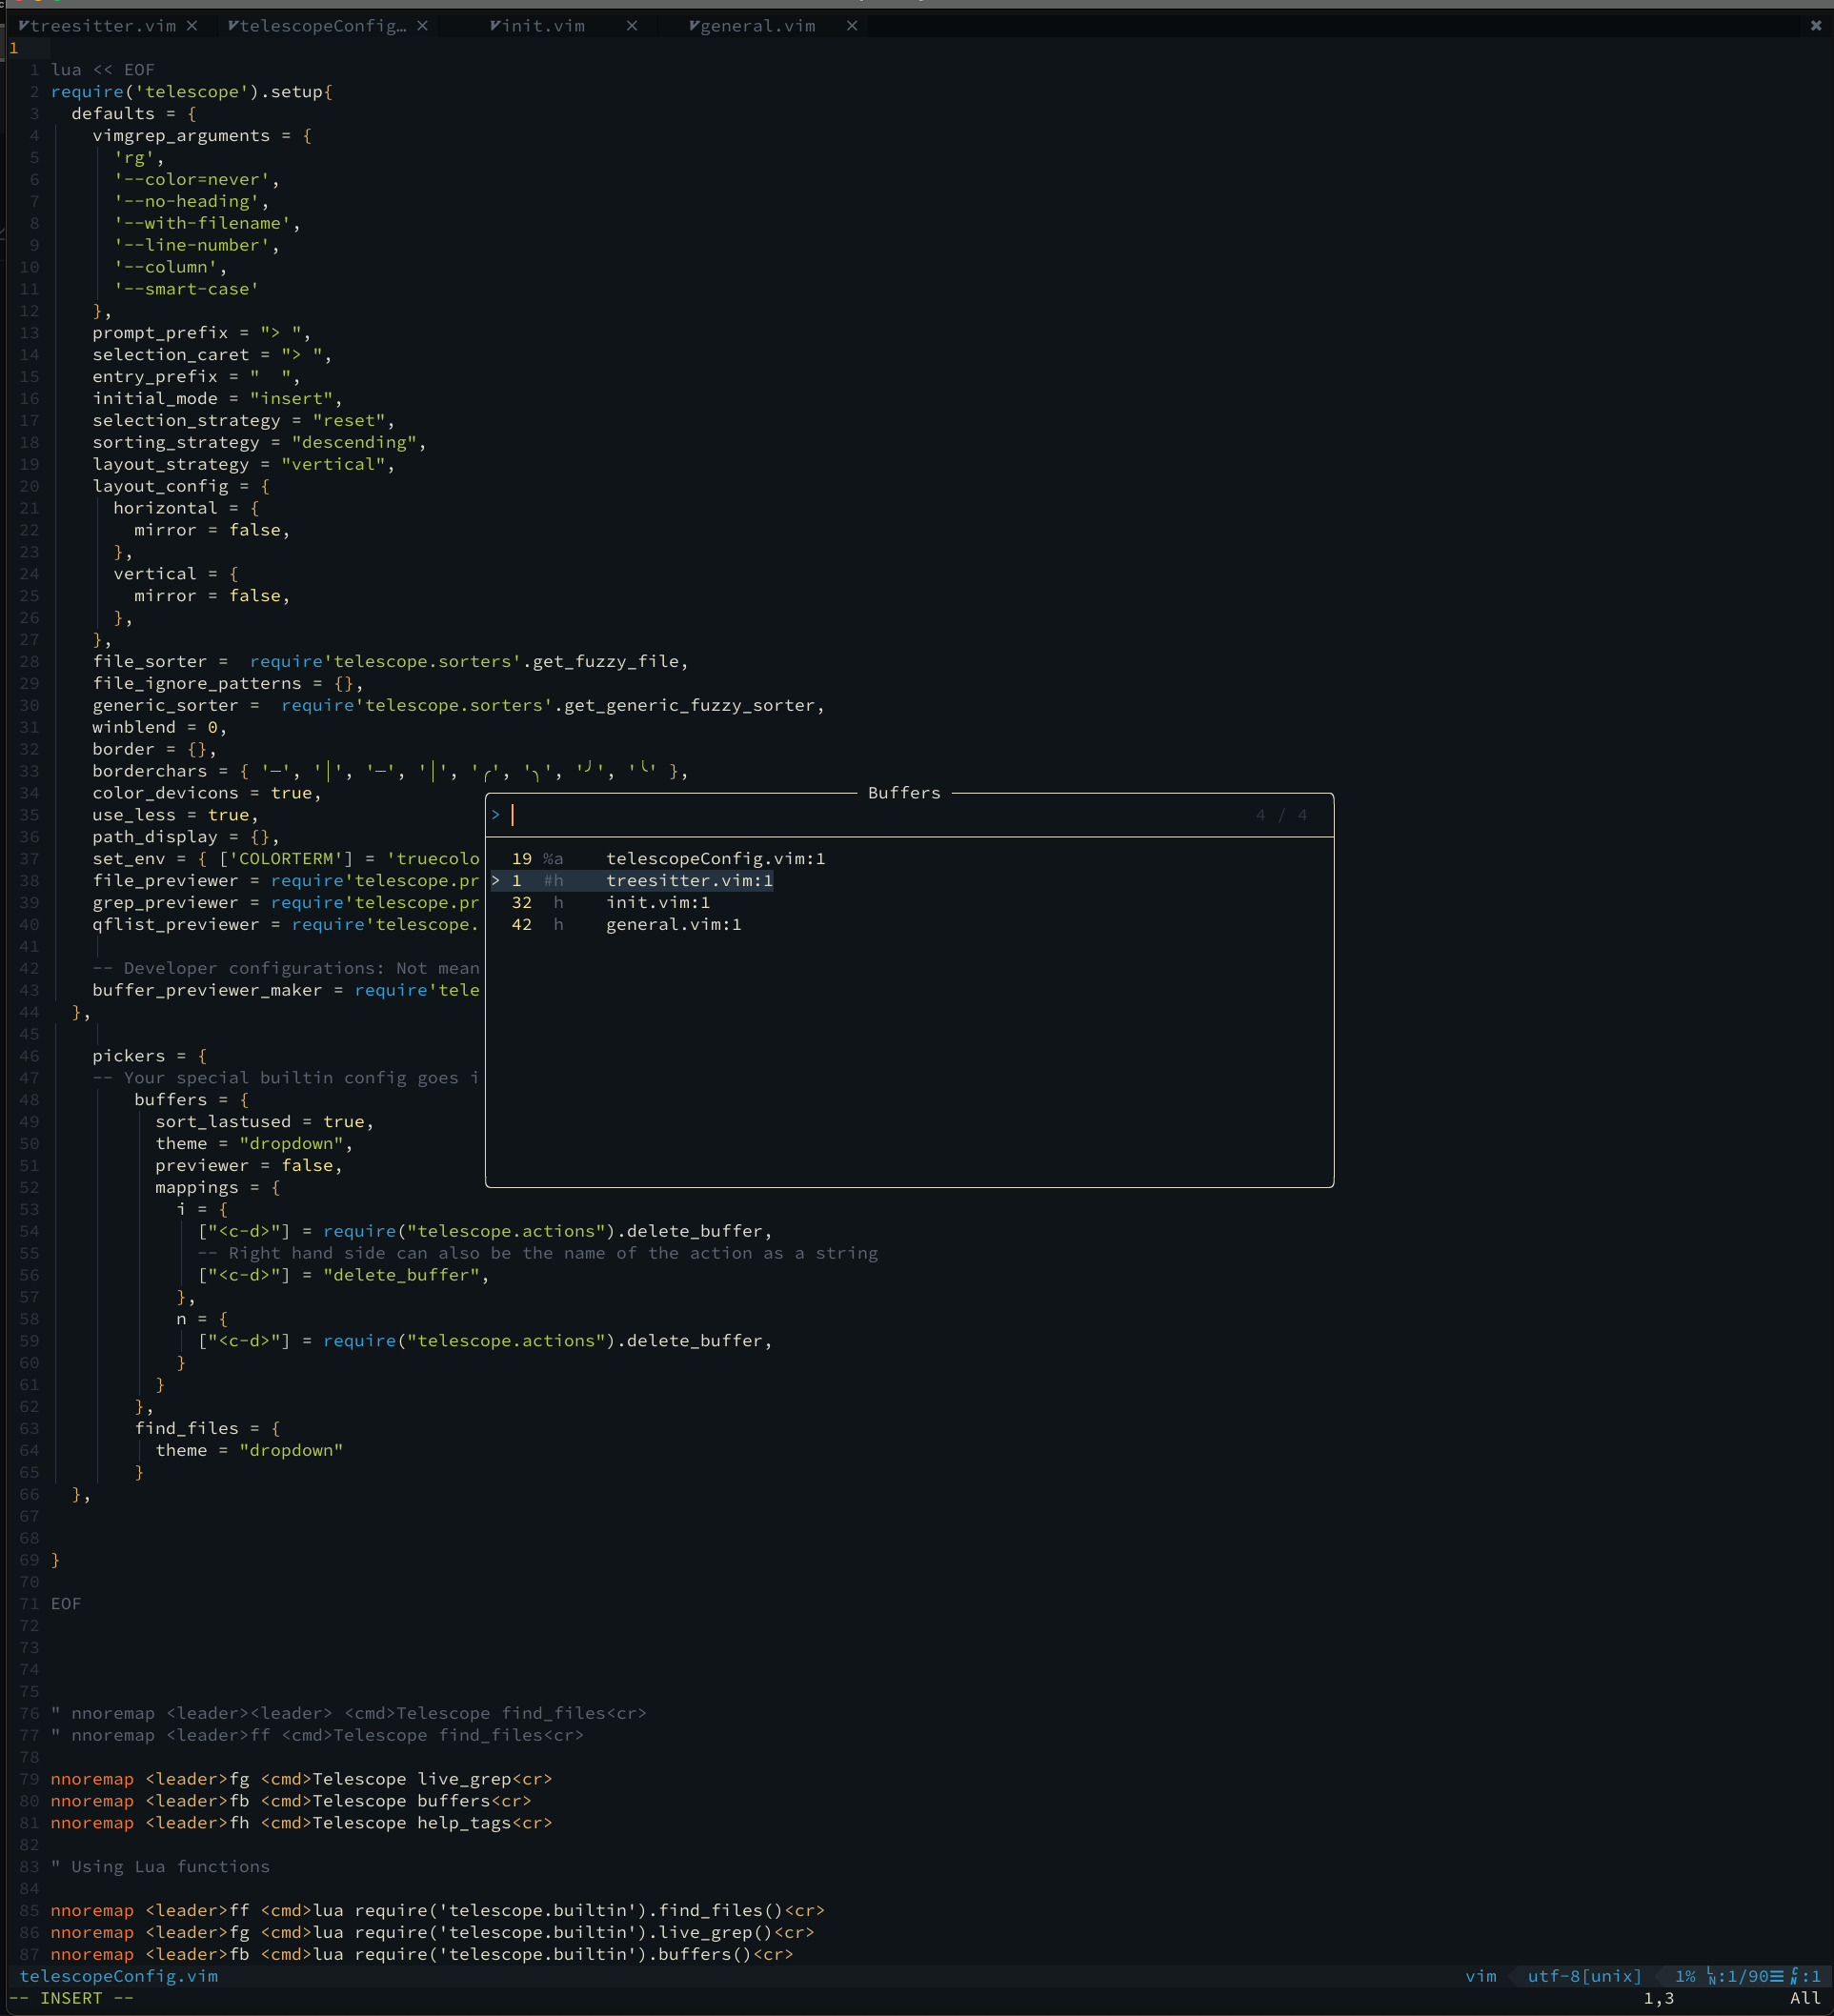 treesitter.vim × telescopeConfig… × init.vim × general.vim ×
1
1 lua << EOF
2 require('telescope').setup{
3 defaults = {
4 vimgrep_arguments = {
5 'rg',
6 '--color=never',
7 '--no-heading',
8 '--with-filename',
9 '--line-number',
10 '--column',
11 '--smart-case'
12 },
13 prompt_prefix = "> ",
14 selection_caret = "> ",
15 entry_prefix = "  ",
16 initial_mode = "insert",
17 selection_strategy = "reset",
18 sorting_strategy = "descending",
19 layout_strategy = "vertical",
20 layout_config = {
21 horizontal = {
22 mirror = false,
23 },
24 vertical = {
25 mirror = false,
26 },
27 },
28 file_sorter =  require'telescope.sorters'.get_fuzzy_file,
29 file_ignore_patterns = {},
30 generic_sorter =  require'telescope.sorters'.get_generic_fuzzy_sorter,
31 winblend = 0,
32 border = {},
33 borderchars = { '─', '│', '─', '│', '╭', '╮', '╯', '╰' },
34 color_devicons = true,
35 use_less = true,
36 path_display = {},
37 set_env = { ['COLORTERM'] = 'truecolo
38 file_previewer = require'telescope.pr
39 grep_previewer = require'telescope.pr
40 qflist_previewer = require'telescope.
41
42 -- Developer configurations: Not mean
43 buffer_previewer_maker = require'tele
44 },
45
46 pickers = {
47 -- Your special builtin config goes i
48 buffers = {
49 sort_lastused = true,
50 theme = "dropdown",
51 previewer = false,
52 mappings = {
53 i = {
54 ["<c-d>"] = require("telescope.actions").delete_buffer,
55 -- Right hand side can also be the name of the action as a string
56 ["<c-d>"] = "delete_buffer",
57 },
58 n = {
59 ["<c-d>"] = require("telescope.actions").delete_buffer,
60 }
61 }
62 },
63 find_files = {
64 theme = "dropdown"
65 }
66 },
67
68
69 }
70
71 EOF
72
73
74
75
76 " nnoremap <leader><leader> <cmd>Telescope find_files<cr>
77 " nnoremap <leader>ff <cmd>Telescope find_files<cr>
78
79 nnoremap <leader>fg <cmd>Telescope live_grep<cr>
80 nnoremap <leader>fb <cmd>Telescope buffers<cr>
81 nnoremap <leader>fh <cmd>Telescope help_tags<cr>
82
83 " Using Lua functions
84
85 nnoremap <leader>ff <cmd>lua require('telescope.builtin').find_files()<cr>
86 nnoremap <leader>fg <cmd>lua require('telescope.builtin').live_grep()<cr>
87 nnoremap <leader>fb <cmd>lua require('telescope.builtin').buffers()<cr>
Buffers
> 4 / 4
19 %a telescopeConfig.vim:1
> 1 #h treesitter.vim:1
32 h init.vim:1
42 h general.vim:1
telescopeConfig.vim vim utf-8[unix] 1% LN:1/90☰ CN:1
-- INSERT -- 1,3 All